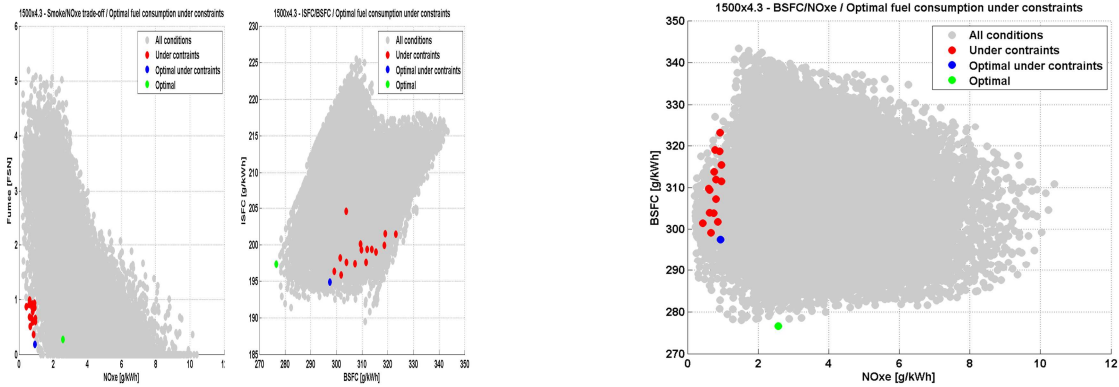 1500x4.3 - Smoke/NOxe trade-off / Optimal fuel consumption under constraints
6
5
4
3
2
1
0
Fumee [FSN]
0 2 4 6 8 10 1:
NOxe [g/kWh]
All conditions
Under contraints
Optimal under contraints
Optimal
1500x4.3 - ISFC/BSFC / Optimal fuel consumption under constraints
225
220
215
210
205
200
195
190
185
ISFC [g/kWh]
270 280 290 300 310 320 330 340 350
BSFC [g/kWh]
All conditions
Under contraints
Optimal under contraints
Optimal
1500x4.3 - BSFC/NOxe / Optimal fuel consumption under constraints
350
340
330
320
310
300
290
280
270
BSFC [g/kWh]
0 2 4 6 8 10 12
NOxe [g/kWh]
All conditions
Under contraints
Optimal under contraints
Optimal